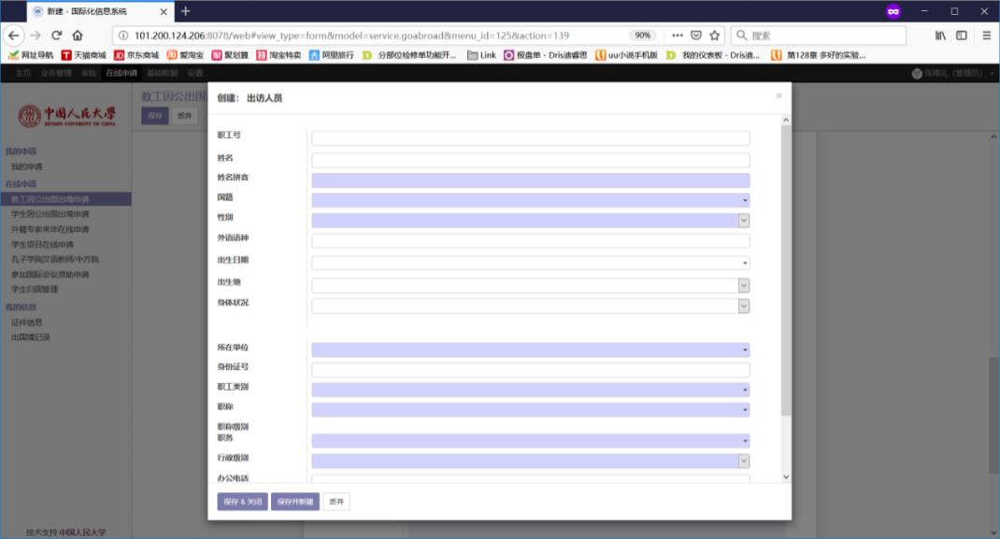 新建 - 国际化信息系统
101.200.124.206:8078/web#view_type=form&model=service.goabroad&menu_id=125&action=139
90%
搜索
网址导航 天猫商城 京东商城 爱淘宝 聚划算 淘宝特卖 阿里旅行 分部位检修单功能开... Link 报盘单 - Dris迪睿思 uu小说手机版 我的仪表板 - Dris迪... 第128章 多好的实验...
主页 业务管理 审批 在线申请 基础数据 设置
(管理员)
中国人民大学
RENMIN UNIVERSITY OF CHINA
教工因公出国
保存 丢弃
我的申请
我的申请
在线申请
教工因公出国出境申请
学生因公出国出境申请
外籍专家来华在线申请
学生项目在线申请
孔子学院汉语教师/中方院...
参加国际会议资助申请
学生归国管理
我的信息
证件信息
出国境记录
技术支持 中国人民大学
创建: 出访人员
×
职工号
姓名
姓名拼音
国籍
性别
外语语种
出生日期
出生地
身体状况
所在单位
身份证号
职工类别
职称
职称级别
职务
行政级别
办公电话
保存 & 关闭 保存并新建 丢弃